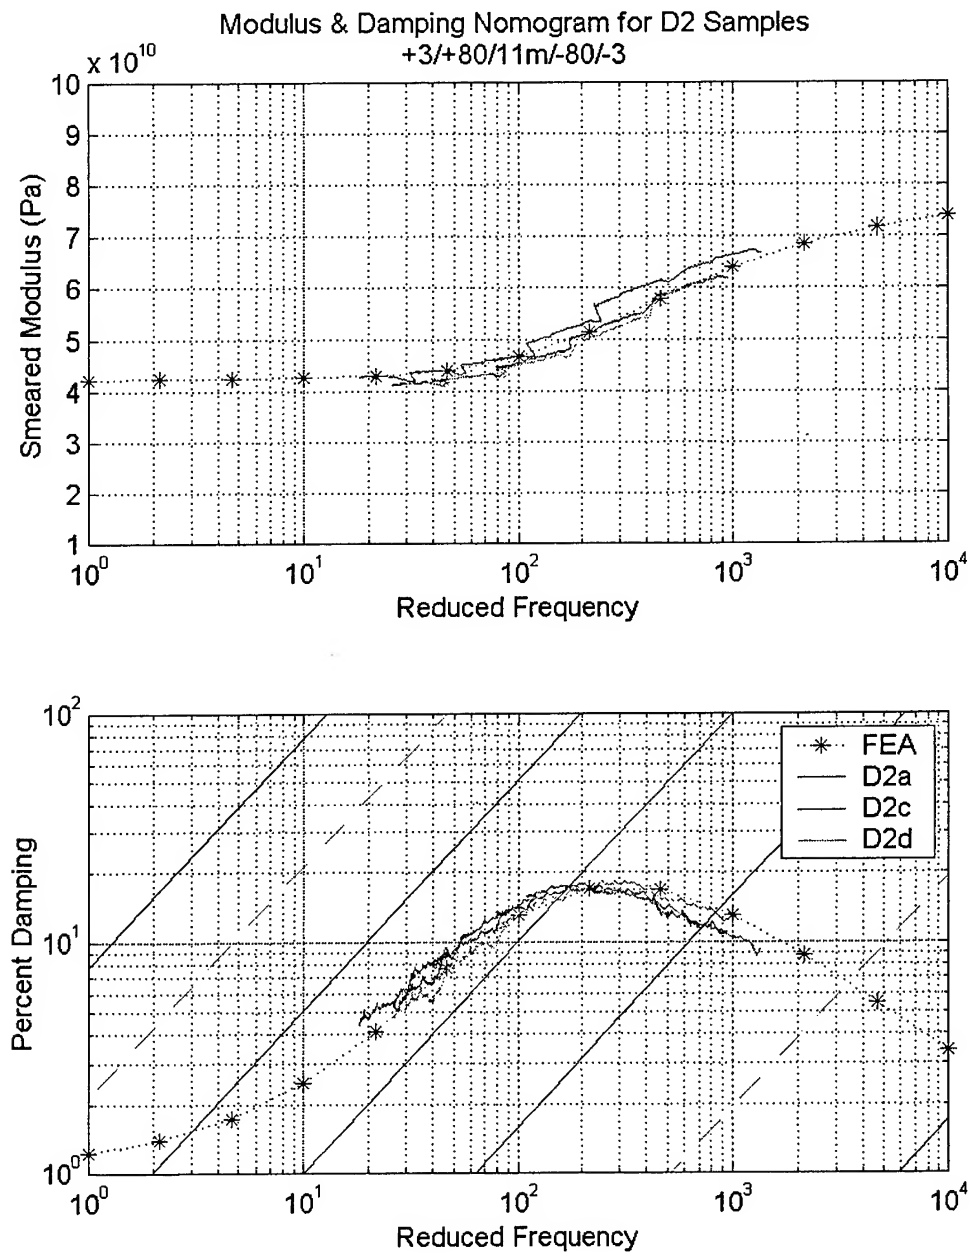 Modulus & Damping Nomogram for D2 Samples
+3/+80/11m/-80/-3
x 10^10
10
9
8
7
6
5
4
3
2
1
Smeared Modulus (Pa)
10^0 10^1 10^2 10^3 10^4
Reduced Frequency
10^2
10^1
10^0
Percent Damping
FEA
D2a
D2c
D2d
10^0 10^1 10^2 10^3 10^4
Reduced Frequency